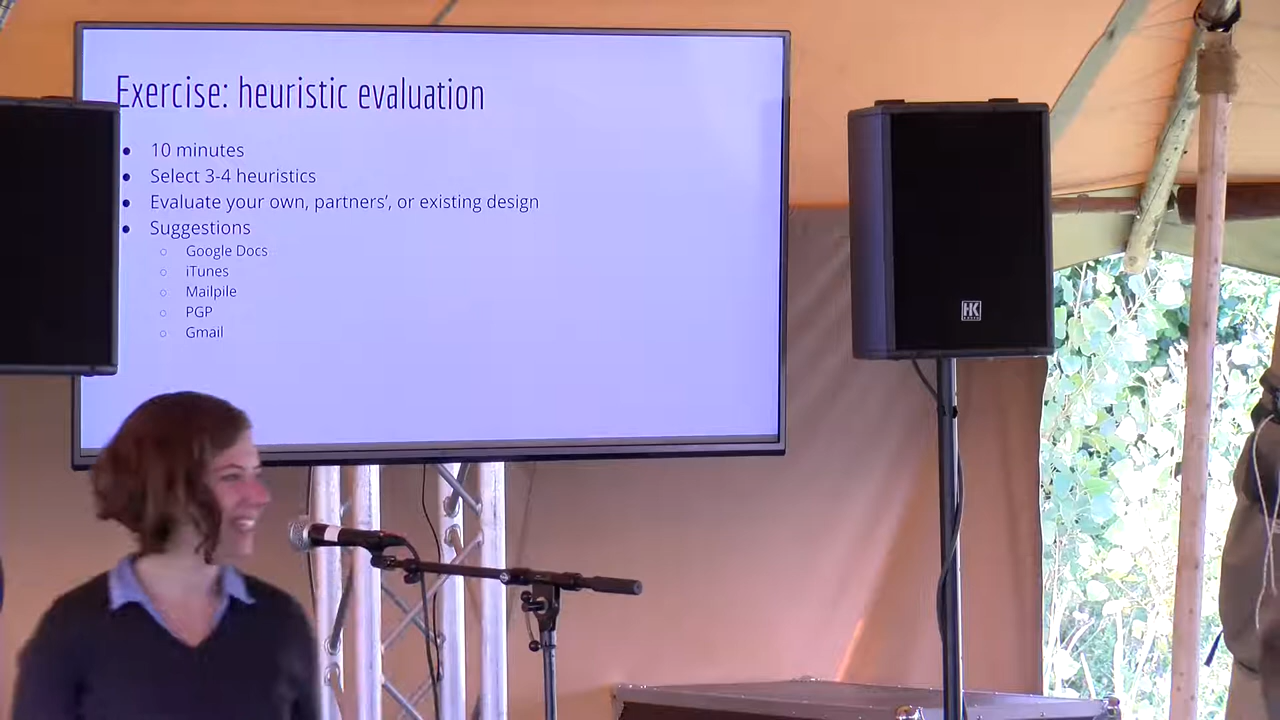 Exercise: heuristic evaluation
● 10 minutes
● Select 3-4 heuristics
● Evaluate your own, partners’, or existing design
● Suggestions
○ Google Docs
○ iTunes
○ Mailpile
○ PGP
○ Gmail
HK